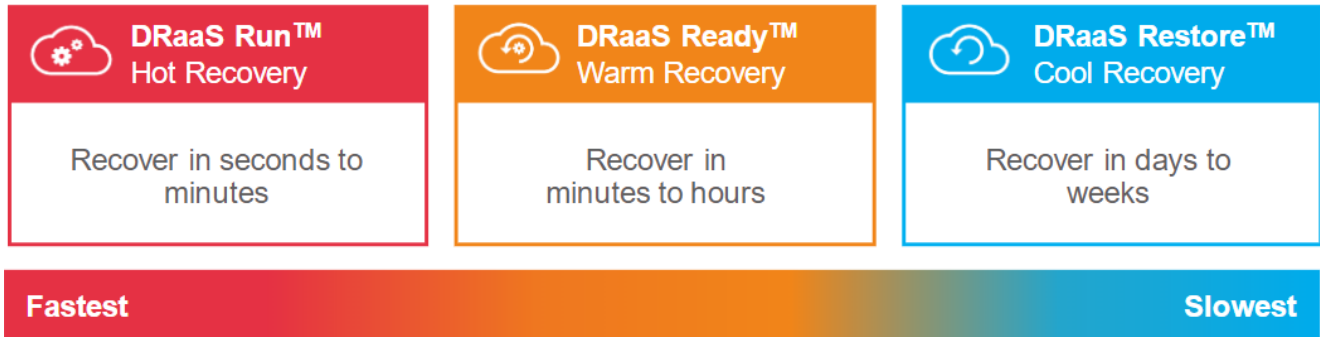 DRaaS Run™
Hot Recovery
Recover in seconds to
minutes
DRaaS Ready™
Warm Recovery
Recover in
minutes to hours
DRaaS Restore™
Cool Recovery
Recover in days to
weeks
Fastest
Slowest